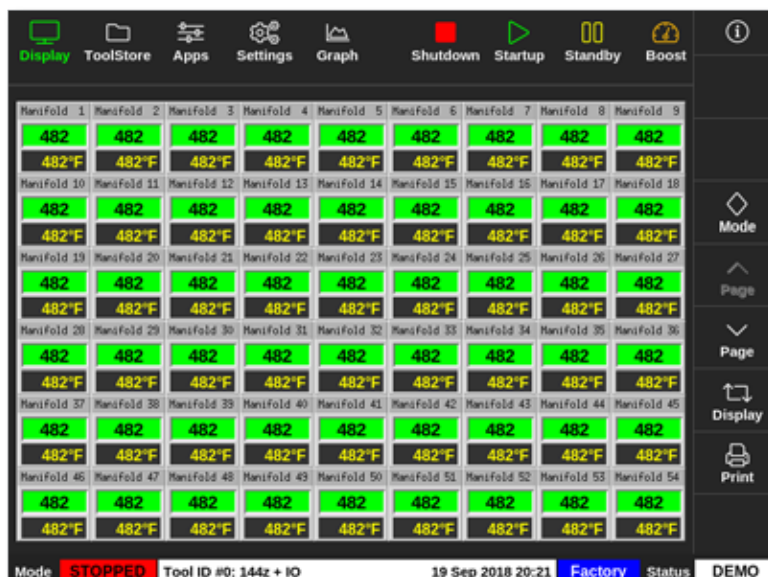 Display ToolStore Apps Settings Graph Shutdown Startup Standby Boost
Manifold 1 Manifold 2 Manifold 3 Manifold 4 Manifold 5 Manifold 6 Manifold 7 Manifold 8 Manifold 9
482 482 482 482 482 482 482 482 482
482°F 482°F 482°F 482°F 482°F 482°F 482°F 482°F 482°F
Manifold 10 Manifold 11 Manifold 12 Manifold 13 Manifold 14 Manifold 15 Manifold 16 Manifold 17 Manifold 18
482 482 482 482 482 482 482 482 482
482°F 482°F 482°F 482°F 482°F 482°F 482°F 482°F 482°F
Manifold 19 Manifold 20 Manifold 21 Manifold 22 Manifold 23 Manifold 24 Manifold 25 Manifold 26 Manifold 27
482 482 482 482 482 482 482 482 482
482°F 482°F 482°F 482°F 482°F 482°F 482°F 482°F 482°F
Manifold 28 Manifold 29 Manifold 30 Manifold 31 Manifold 32 Manifold 33 Manifold 34 Manifold 35 Manifold 36
482 482 482 482 482 482 482 482 482
482°F 482°F 482°F 482°F 482°F 482°F 482°F 482°F 482°F
Manifold 37 Manifold 38 Manifold 39 Manifold 40 Manifold 41 Manifold 42 Manifold 43 Manifold 44 Manifold 45
482 482 482 482 482 482 482 482 482
482°F 482°F 482°F 482°F 482°F 482°F 482°F 482°F 482°F
Manifold 46 Manifold 47 Manifold 48 Manifold 49 Manifold 50 Manifold 51 Manifold 52 Manifold 53 Manifold 54
482 482 482 482 482 482 482 482 482
482°F 482°F 482°F 482°F 482°F 482°F 482°F 482°F 482°F
Mode
Page
Page
Display
Print
Mode STOPPED Tool ID #0: 144z + IO 19 Sep 2018 20:21 Factory Status DEMO